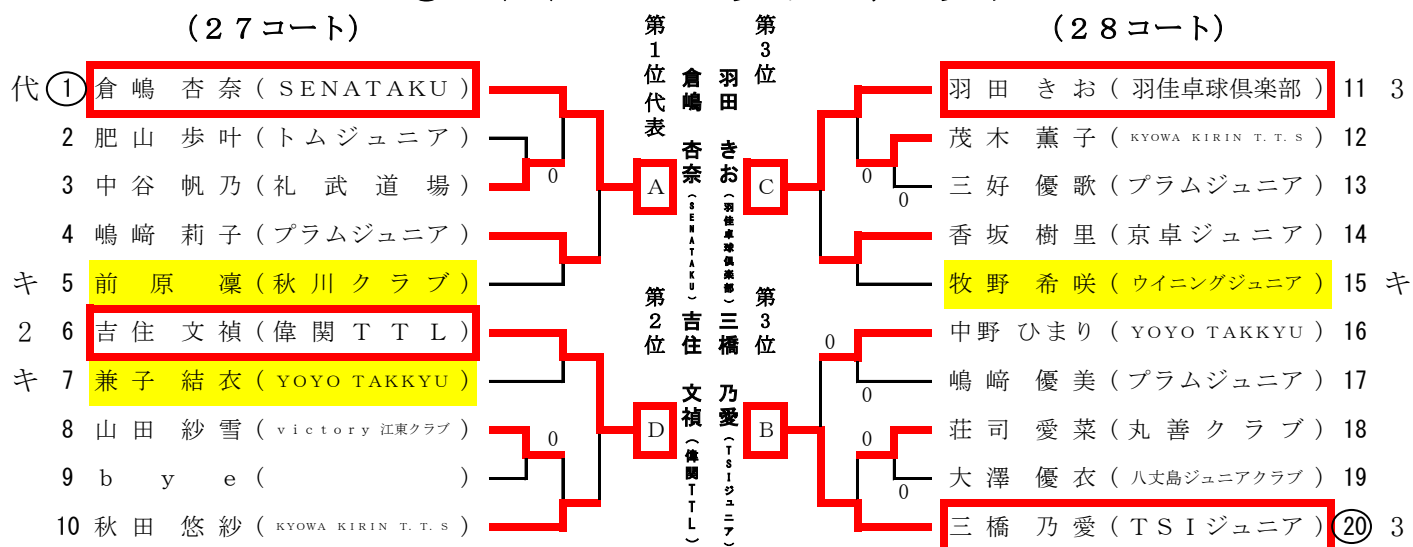 (２７コート)
代 ① 倉嶋 杏奈 ( SENATAKU )
2 肥山 歩叶 ( トムジュニア )
3 中谷 帆乃 ( 礼武道場 )
0
4 嶋﨑 莉子 ( プラムジュニア )
キ 5 前原 凜 ( 秋川クラブ )
2 6 吉住 文禎 ( 偉関ＴＴＬ )
キ 7 兼子 結衣 ( YOYO TAKKYU )
8 山田 紗雪 ( victory 江東クラブ )
0
9 bye ( )
10 秋田 悠紗 ( KYOWA KIRIN T.T.S )
A
D
第1位 代表
倉嶋 杏奈 (SENATAKU)
第2位
吉住 文禎 (偉関TTL)
第3位
羽田 きお (羽佳卓球倶楽部)
第3位
三橋 乃愛 (TSIジュニア)
C
B
(２８コート)
羽田 きお ( 羽佳卓球倶楽部 ) 11 3
茂木 薫子 ( KYOWA KIRIN T.T.S ) 12
0
三好 優歌 ( プラムジュニア ) 13
0
香坂 樹里 ( 京卓ジュニア ) 14
牧野 希咲 ( ウイニングジュニア ) 15 キ
0
中野 ひまり ( YOYO TAKKYU ) 16
嶋﨑 優美 ( プラムジュニア ) 17
0
荘司 愛菜 ( 丸善クラブ ) 18
0
大澤 優衣 ( 八丈島ジュニアクラブ ) 19
0
三橋 乃愛 ( ＴＳＩジュニア ) ⑳ 3